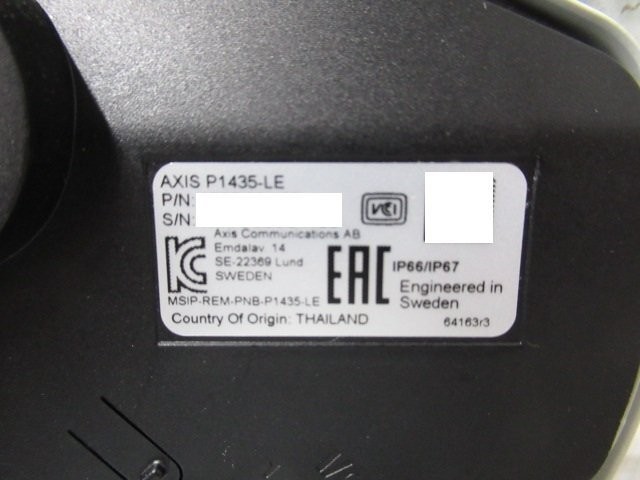 AXIS P1435-LE
P/N:
S/N:
VCI
Axis Communications AB
Emdalav. 14
SE-22369 Lund
SWEDEN
EAC
IP66/IP67
Engineered in
Sweden
MSIP-REM-PNB-P1435-LE
Country Of Origin: THAILAND
64163r3